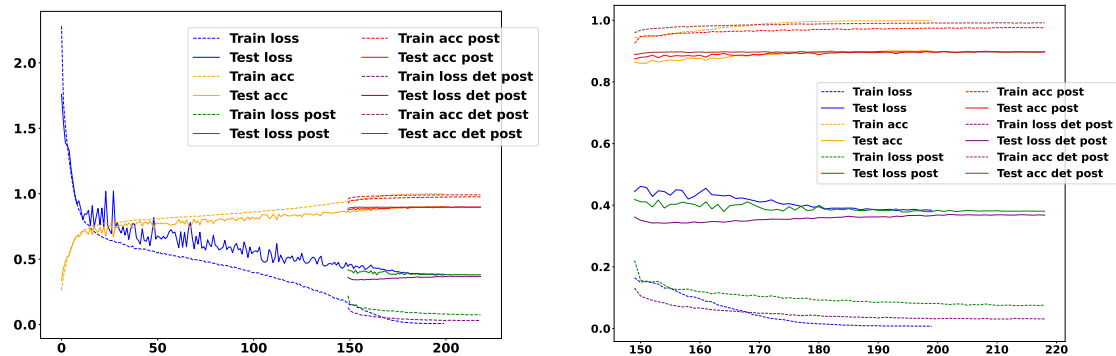 2.0
1.5
1.0
0.5
0.0
0
50
100
150
200
Train loss
Test loss
Train acc
Test acc
Train loss post
Test loss post
Train acc post
Test acc post
Train loss det post
Test loss det post
Train acc det post
Test acc det post
1.0
0.8
0.6
0.4
0.2
0.0
150
160
170
180
190
200
210
220
Train loss
Test loss
Train acc
Test acc
Train loss post
Test loss post
Train acc post
Test acc post
Train loss det post
Test loss det post
Train acc det post
Test acc det post